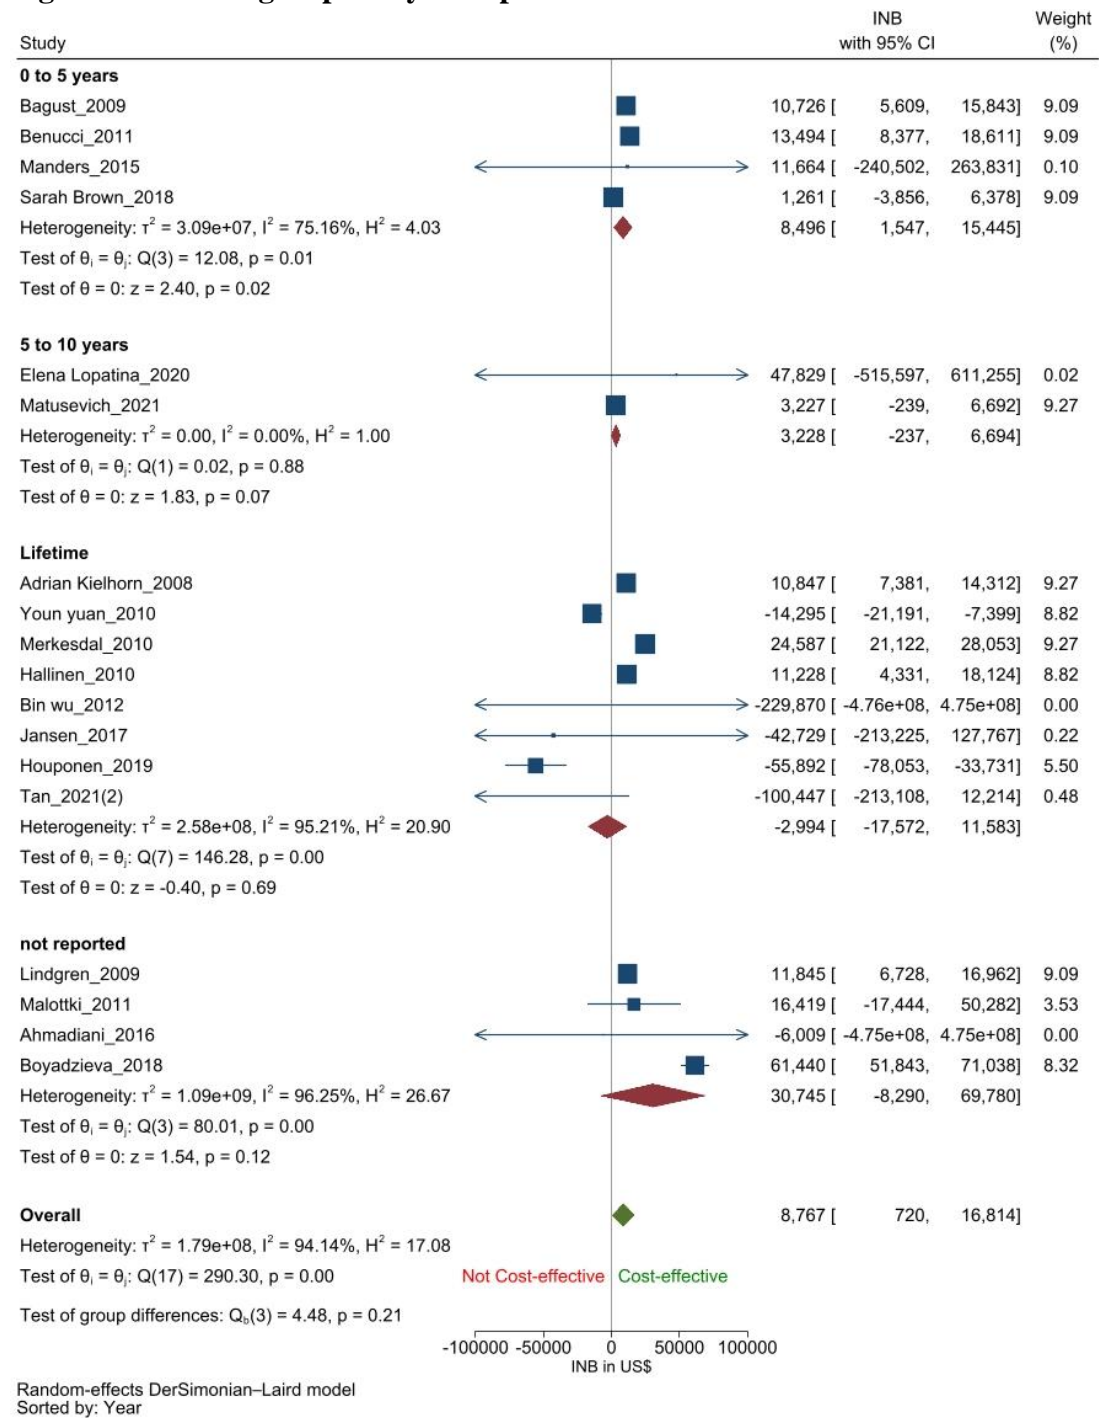 INB Weight
Study with 95% CI (%)
0 to 5 years
Bagust_2009 10,726 [ 5,609, 15,843] 9.09
Benucci_2011 13,494 [ 8,377, 18,611] 9.09
Manders_2015 11,664 [ -240,502, 263,831] 0.10
Sarah Brown_2018 1,261 [ -3,856, 6,378] 9.09
Heterogeneity: τ² = 3.09e+07, I² = 75.16%, H² = 4.03 8,496 [ 1,547, 15,445]
Test of θᵢ = θⱼ: Q(3) = 12.08, p = 0.01
Test of θ = 0: z = 2.40, p = 0.02
5 to 10 years
Elena Lopatina_2020 47,829 [ -515,597, 611,255] 0.02
Matusevich_2021 3,227 [ -239, 6,692] 9.27
Heterogeneity: τ² = 0.00, I² = 0.00%, H² = 1.00 3,228 [ -237, 6,694]
Test of θᵢ = θⱼ: Q(1) = 0.02, p = 0.88
Test of θ = 0: z = 1.83, p = 0.07
Lifetime
Adrian Kielhorn_2008 10,847 [ 7,381, 14,312] 9.27
Youn yuan_2010 -14,295 [ -21,191, -7,399] 8.82
Merkesdal_2010 24,587 [ 21,122, 28,053] 9.27
Hallinen_2010 11,228 [ 4,331, 18,124] 8.82
Bin wu_2012 -229,870 [ -4.76e+08, 4.75e+08] 0.00
Jansen_2017 -42,729 [ -213,225, 127,767] 0.22
Houponen_2019 -55,892 [ -78,053, -33,731] 5.50
Tan_2021(2) -100,447 [ -213,108, 12,214] 0.48
Heterogeneity: τ² = 2.58e+08, I² = 95.21%, H² = 20.90 -2,994 [ -17,572, 11,583]
Test of θᵢ = θⱼ: Q(7) = 146.28, p = 0.00
Test of θ = 0: z = -0.40, p = 0.69
not reported
Lindgren_2009 11,845 [ 6,728, 16,962] 9.09
Malottki_2011 16,419 [ -17,444, 50,282] 3.53
Ahmadiani_2016 -6,009 [ -4.75e+08, 4.75e+08] 0.00
Boyadzieva_2018 61,440 [ 51,843, 71,038] 8.32
Heterogeneity: τ² = 1.09e+09, I² = 96.25%, H² = 26.67 30,745 [ -8,290, 69,780]
Test of θᵢ = θⱼ: Q(3) = 80.01, p = 0.00
Test of θ = 0: z = 1.54, p = 0.12
Overall 8,767 [ 720, 16,814]
Heterogeneity: τ² = 1.79e+08, I² = 94.14%, H² = 17.08
Test of θᵢ = θⱼ: Q(17) = 290.30, p = 0.00 Not Cost-effective Cost-effective
Test of group differences: Q_b(3) = 4.48, p = 0.21
-100000 -50000 0 50000 100000
INB in US$
Random-effects DerSimonian–Laird model
Sorted by: Year